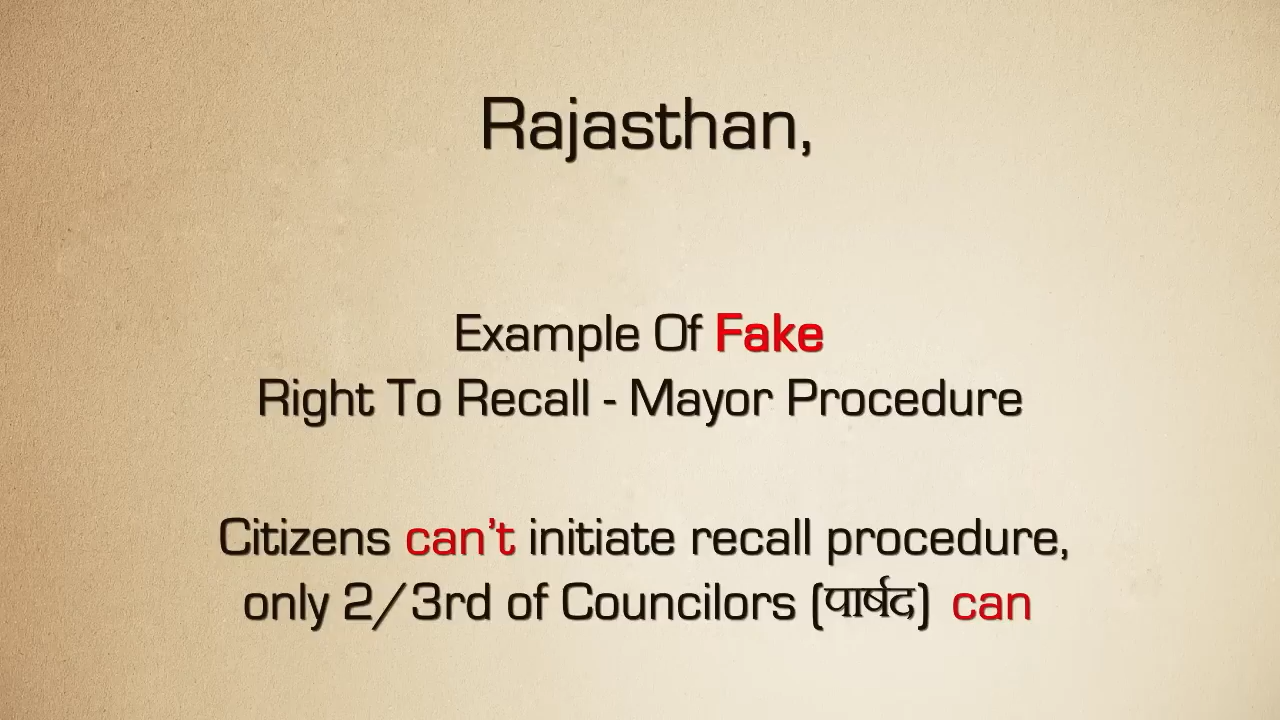 Rajasthan,
Example Of Fake
Right To Recall - Mayor Procedure
Citizens can't initiate recall procedure,
only 2/3rd of Councilors (पार्षद) can